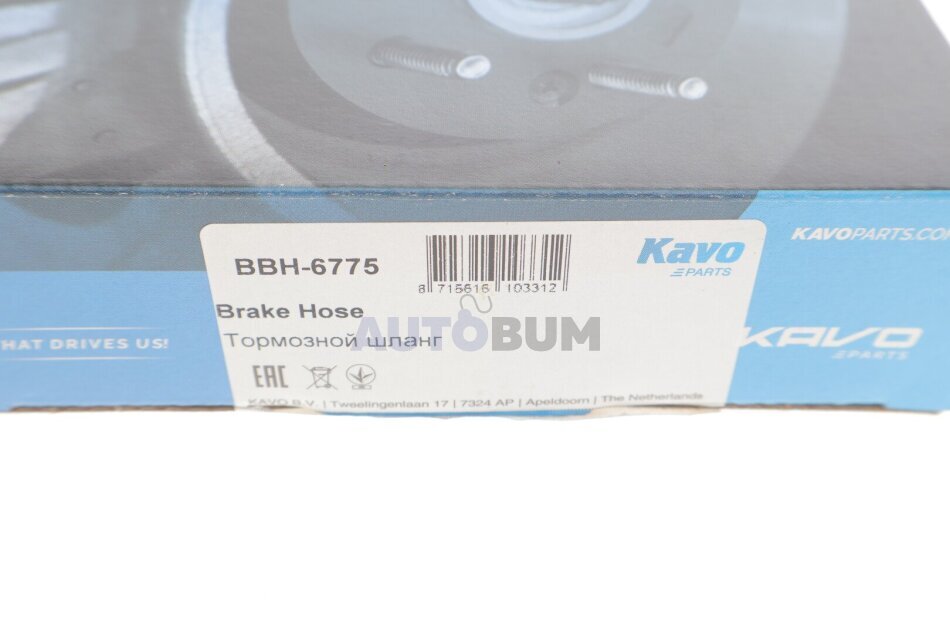 BBH-6775
8 715616 103312
Kavo
PARTS
KAVOPARTS.COM
Brake Hose
Тормозной шланг
AUTOBUM
HAT DRIVES US!
KAVO
PARTS
EAC
KAVO B.V. | Tweelingenlaan 17 | 7324 AP | Apeldoorn | The Netherlands